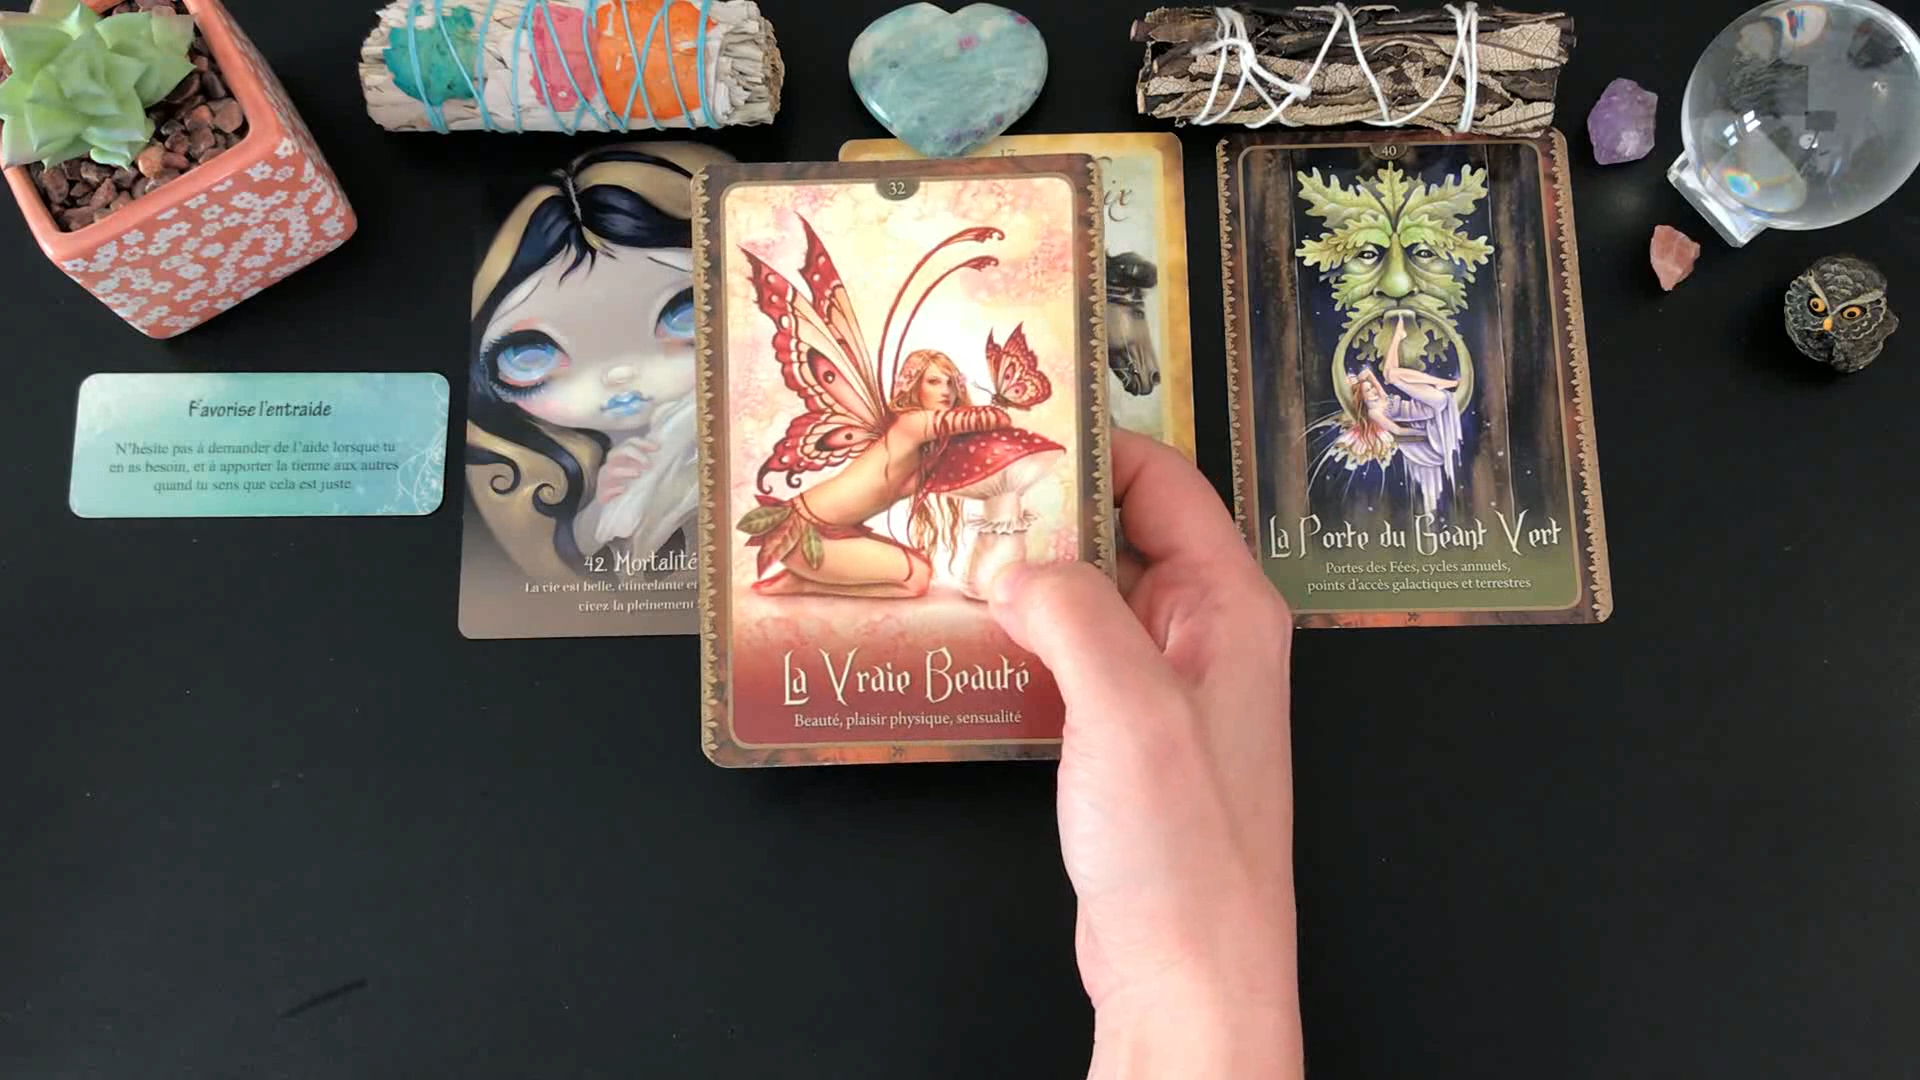 Favorise l'entraide
N'hésite pas à demander de l'aide lorsque tu
en as besoin, et à apporter la tienne aux autres
quand tu sens que cela est juste.
42. Mortalité
La vie est belle, étincelante et
vivez-la pleinement !
17
ix
32
La Vraie Beauté
Beauté, plaisir physique, sensualité
40
La Porte du Géant Vert
Portes des Fées, cycles annuels,
points d'accès galactiques et terrestres